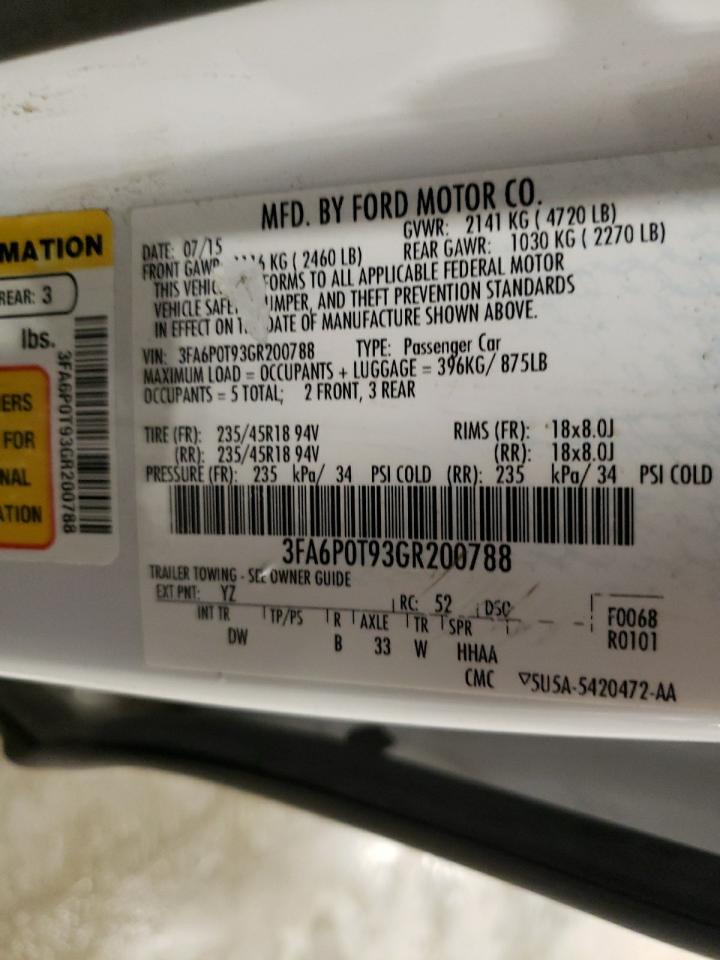 MATION
REAR: 3
lbs.
ERS
FOR
NAL
ATION
3FA6P0T93GR200788
MFD. BY FORD MOTOR CO.
DATE: 07/15 GVWR: 2141 KG ( 4720 LB)
FRONT GAWR KG ( 2460 LB) REAR GAWR: 1030 KG ( 2270 LB)
THIS FORMS TO ALL APPLICABLE FEDERAL MOTOR
VEHICLE AND THEFT PREVENTION STANDARDS
IN EFFECT ON DATE OF MANUFACTURE SHOWN ABOVE.
VIN: 3FA6P0T93GR200788 TYPE: Passenger Car
MAXIMUM LOAD = OCCUPANTS + LUGGAGE = 396KG/ 875LB
OCCUPANTS = 5 TOTAL; 2 FRONT, 3 REAR
TIRE (FR): 235/45R18 94V RIMS (FR): 18x8.0J
(RR): 235/45R18 94V (RR): 18x8.0J
PRESSURE (FR): 235 kPa/ 34 PSI COLD (RR): 235 kPa/ 34 PSI COLD
3FA6P0T93GR200788
TRAILER TOWING - SEE OWNER GUIDE
EXT PNT: YZ RC: 52 DSO F0068
INT TR TP/PS R AXLE TR SPR R0101
DW B 33 W HHAA
CMC ▽5U5A-5420472-AA